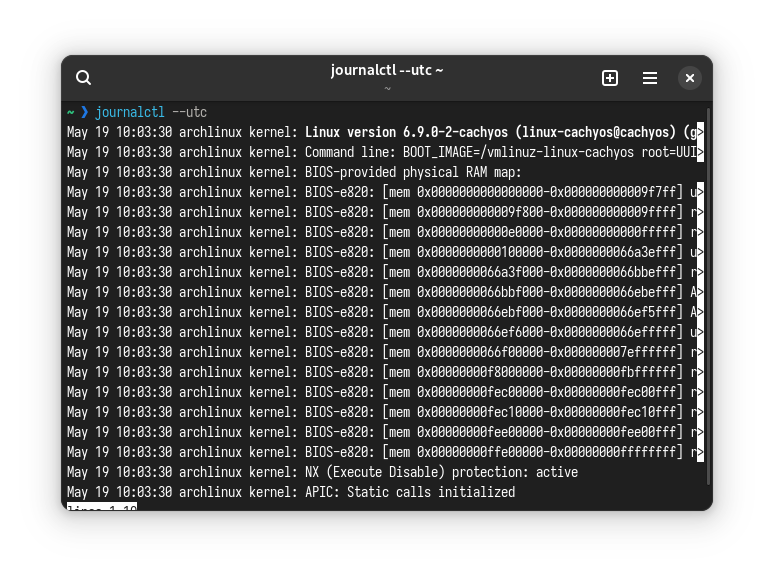 journalctl --utc ~
~
~ ❯ journalctl --utc
May 19 10:03:30 archlinux kernel: Linux version 6.9.0-2-cachyos (linux-cachyos@cachyos) (g>
May 19 10:03:30 archlinux kernel: Command line: BOOT_IMAGE=/vmlinuz-linux-cachyos root=UUI>
May 19 10:03:30 archlinux kernel: BIOS-provided physical RAM map:
May 19 10:03:30 archlinux kernel: BIOS-e820: [mem 0x0000000000000000-0x000000000009f7ff] u>
May 19 10:03:30 archlinux kernel: BIOS-e820: [mem 0x000000000009f800-0x000000000009ffff] r>
May 19 10:03:30 archlinux kernel: BIOS-e820: [mem 0x00000000000e0000-0x00000000000fffff] r>
May 19 10:03:30 archlinux kernel: BIOS-e820: [mem 0x0000000000100000-0x0000000066a3efff] u>
May 19 10:03:30 archlinux kernel: BIOS-e820: [mem 0x0000000066a3f000-0x0000000066bbefff] r>
May 19 10:03:30 archlinux kernel: BIOS-e820: [mem 0x0000000066bbf000-0x0000000066ebefff] A>
May 19 10:03:30 archlinux kernel: BIOS-e820: [mem 0x0000000066ebf000-0x0000000066ef5fff] A>
May 19 10:03:30 archlinux kernel: BIOS-e820: [mem 0x0000000066ef6000-0x0000000066efffff] u>
May 19 10:03:30 archlinux kernel: BIOS-e820: [mem 0x0000000066f00000-0x000000007effffff] r>
May 19 10:03:30 archlinux kernel: BIOS-e820: [mem 0x00000000f8000000-0x00000000fbffffff] r>
May 19 10:03:30 archlinux kernel: BIOS-e820: [mem 0x00000000fec00000-0x00000000fec00fff] r>
May 19 10:03:30 archlinux kernel: BIOS-e820: [mem 0x00000000fec10000-0x00000000fec10fff] r>
May 19 10:03:30 archlinux kernel: BIOS-e820: [mem 0x00000000fee00000-0x00000000fee00fff] r>
May 19 10:03:30 archlinux kernel: BIOS-e820: [mem 0x00000000ffe00000-0x00000000ffffffff] r>
May 19 10:03:30 archlinux kernel: NX (Execute Disable) protection: active
May 19 10:03:30 archlinux kernel: APIC: Static calls initialized
lines 1-19